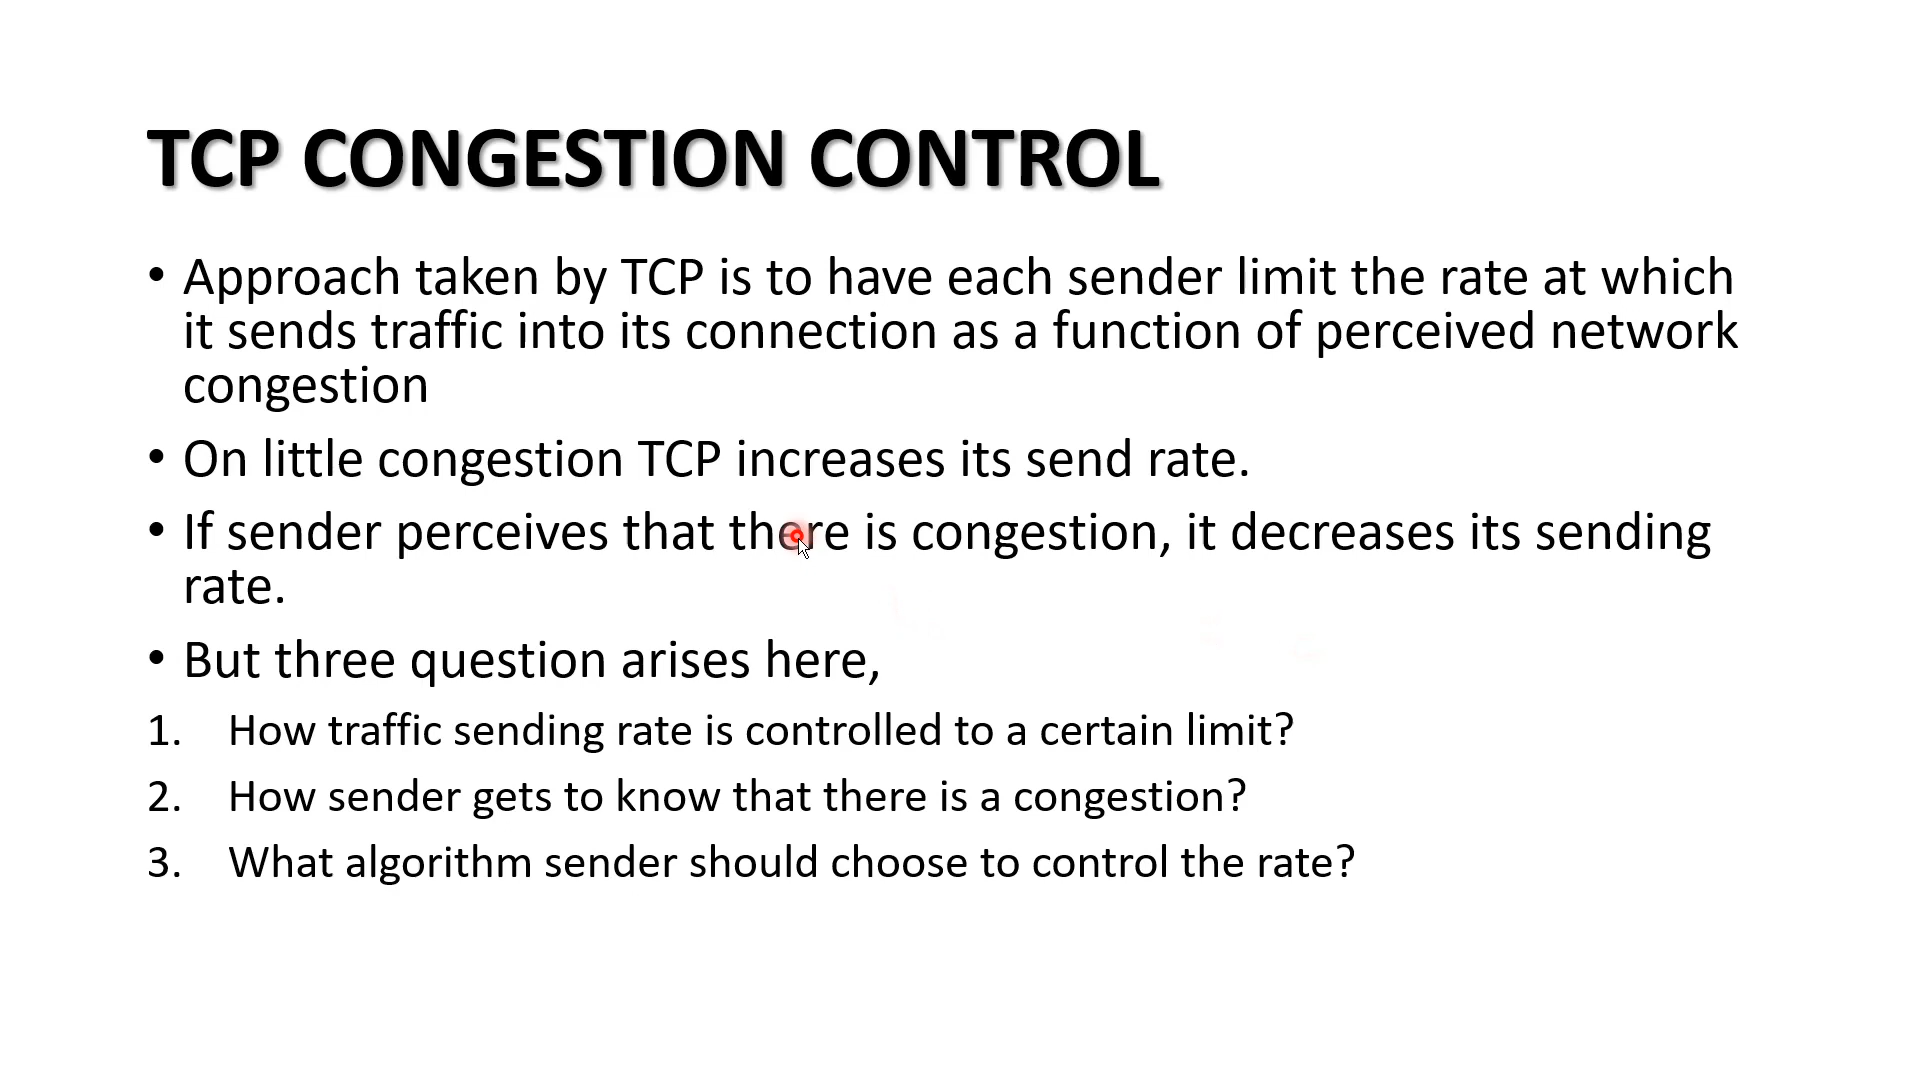 TCP CONGESTION CONTROL
• Approach taken by TCP is to have each sender limit the rate at which
it sends traffic into its connection as a function of perceived network
congestion
• On little congestion TCP increases its send rate.
• If sender perceives that there is congestion, it decreases its sending
rate.
• But three question arises here,
1. How traffic sending rate is controlled to a certain limit?
2. How sender gets to know that there is a congestion?
3. What algorithm sender should choose to control the rate?